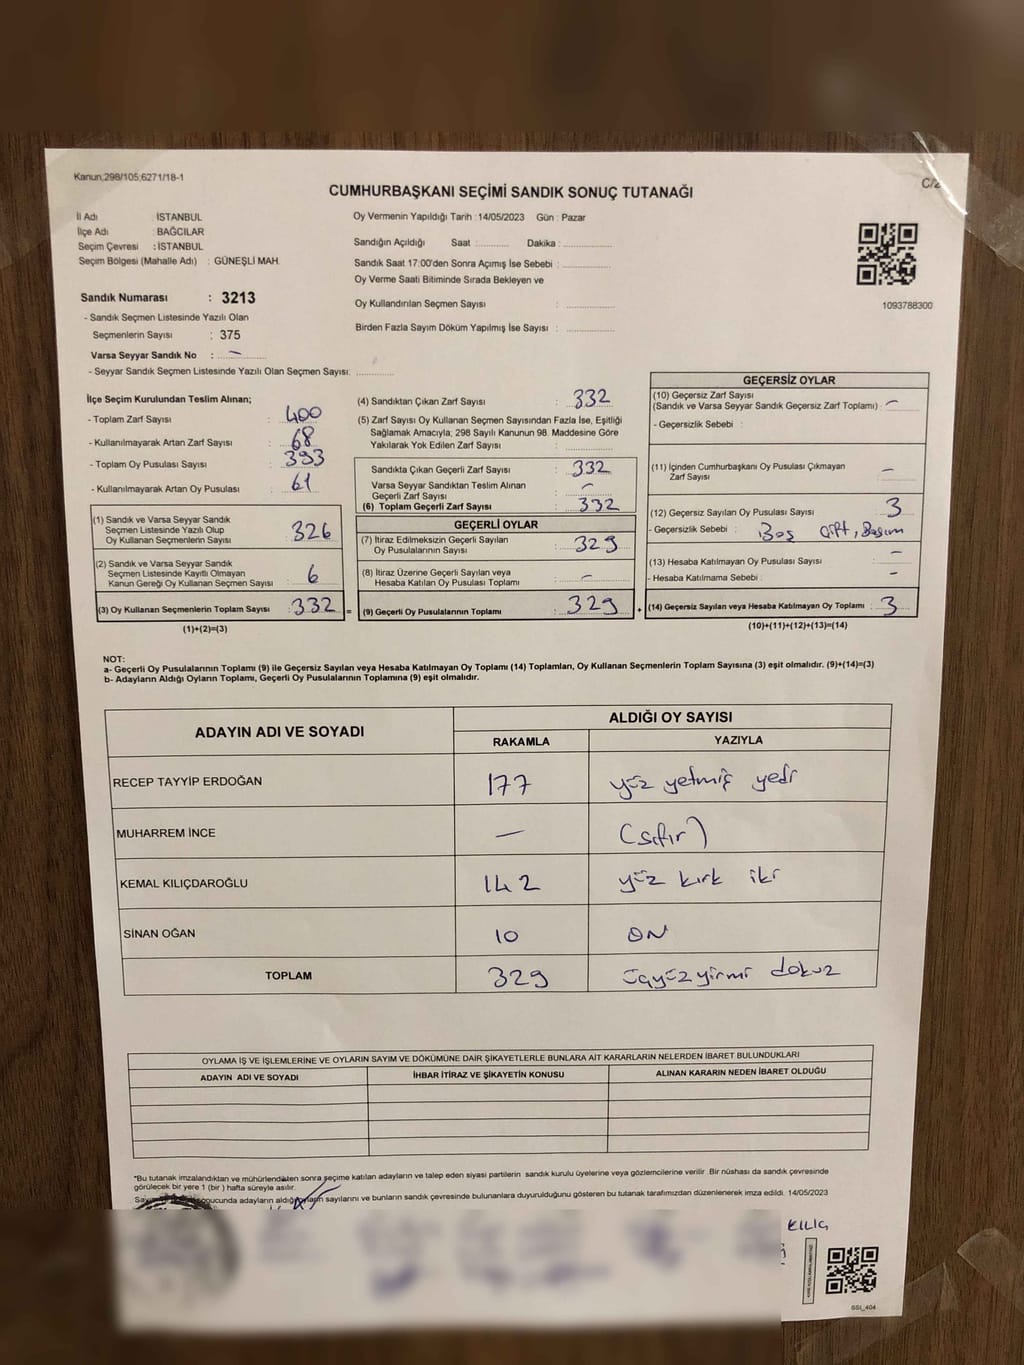 Kanun,298/105;6271/18-1
C/2
CUMHURBAŞKANI SEÇİMİ SANDIK SONUÇ TUTANAĞI
İl Adı : İSTANBUL
İlçe Adı : BAĞCILAR
Seçim Çevresi : İSTANBUL
Seçim Bölgesi (Mahalle Adı) : GÜNEŞLİ MAH.
Sandık Numarası : 3213
- Sandık Seçmen Listesinde Yazılı Olan
Seçmenlerin Sayısı : 375
Varsa Seyyar Sandık No : -
- Seyyar Sandık Seçmen Listesinde Yazılı Olan Seçmen Sayısı:
Oy Vermenin Yapıldığı Tarih : 14/05/2023 Gün : Pazar
Sandığın Açıldığı Saat : Dakika :
Sandık Saat 17:00'den Sonra Açımış İse Sebebi :
Oy Verme Saati Bitiminde Sırada Bekleyen ve
Oy Kullandırılan Seçmen Sayısı :
Birden Fazla Sayım Döküm Yapılmış İse Sayısı :
1093788300
İlçe Seçim Kurulundan Teslim Alınan;
- Toplam Zarf Sayısı : 400
- Kullanılmayarak Artan Zarf Sayısı : 68
- Toplam Oy Pusulası Sayısı : 393
- Kullanılmayarak Artan Oy Pusulası : 61
(1) Sandık ve Varsa Seyyar Sandık
Seçmen Listesinde Yazılı Olup
Oy Kullanan Seçmenlerin Sayısı : 326
(2) Sandık ve Varsa Seyyar Sandık
Seçmen Listesinde Kayıtlı Olmayan
Kanun Gereği Oy Kullanan Seçmen Sayısı : 6
(3) Oy Kullanan Seçmenlerin Toplam Sayısı : 332 =
(1)+(2)=(3)
(4) Sandıktan Çıkan Zarf Sayısı : 332
(5) Zarf Sayısı Oy Kullanan Seçmen Sayısından Fazla İse, Eşitliği
Sağlamak Amacıyla; 298 Sayılı Kanunun 98. Maddesine Göre
Yakılarak Yok Edilen Zarf Sayısı :
Sandıkta Çıkan Geçerli Zarf Sayısı : 332
Varsa Seyyar Sandıktan Teslim Alınan
Geçerli Zarf Sayısı : -
(6) Toplam Geçerli Zarf Sayısı : 332
GEÇERLİ OYLAR
(7) İtiraz Edilmeksizin Geçerli Sayılan
Oy Pusulalarının Sayısı : 329
(8) İtiraz Üzerine Geçerli Sayılan veya
Hesaba Katılan Oy Pusulası Toplamı : -
(9) Geçerli Oy Pusulalarının Toplamı : 329 +
GEÇERSİZ OYLAR
(10) Geçersiz Zarf Sayısı
(Sandık ve Varsa Seyyar Sandık Geçersiz Zarf Toplamı) : -
- Geçersizlik Sebebi :
(11) İçinden Cumhurbaşkanı Oy Pusulası Çıkmayan
Zarf Sayısı : -
(12) Geçersiz Sayılan Oy Pusulası Sayısı : 3
- Geçersizlik Sebebi : Boş Çift, Basım
(13) Hesaba Katılmayan Oy Pusulası Sayısı : -
- Hesaba Katılmama Sebebi : -
(14) Geçersiz Sayılan veya Hesaba Katılmayan Oy Toplamı : 3
(10)+(11)+(12)+(13)=(14)
NOT:
a- Geçerli Oy Pusulalarının Toplamı (9) ile Geçersiz Sayılan veya Hesaba Katılmayan Oy Toplamı (14) Toplamları, Oy Kullanan Seçmenlerin Toplam Sayısına (3) eşit olmalıdır. (9)+(14)=(3)
b- Adayların Aldığı Oyların Toplamı, Geçerli Oy Pusulalarının Toplamına (9) eşit olmalıdır.
ADAYIN ADI VE SOYADI ALDIĞI OY SAYISI
RAKAMLA YAZIYLA
RECEP TAYYİP ERDOĞAN 177 yüz yetmiş yedi
MUHARREM İNCE - (sıfır)
KEMAL KILIÇDAROĞLU 142 yüz kırk iki
SİNAN OĞAN 10 ON
TOPLAM 329 üçyüzyirmi dokuz
OYLAMA İŞ VE İŞLEMLERİNE VE OYLARIN SAYIM VE DÖKÜMÜNE DAİR ŞİKAYETLERLE BUNLARA AİT KARARLARIN NELERDEN İBARET BULUNDUKLARI
ADAYIN ADI VE SOYADI İHBAR İTİRAZ VE ŞİKAYETİN KONUSU ALINAN KARARIN NEDEN İBARET OLDUĞU
*Bu tutanak imzalandıktan ve mühürlendikten sonra seçime katılan adayların ve talep eden siyasi partilerin sandık kurulu üyelerine veya gözlemcilerine verilir .Bir nüshası da sandık çevresinde
görülecek bir yere 1 (bir ) hafta süreyle asılır.
sonucunda adayların aldığı oyların sayılarını ve bunların sandık çevresinde bulunanlara duyurulduğunu gösteren bu tutanak tarafımızdan düzenlenerek imza edildi. 14/05/2023
KILIÇ
SSI_404